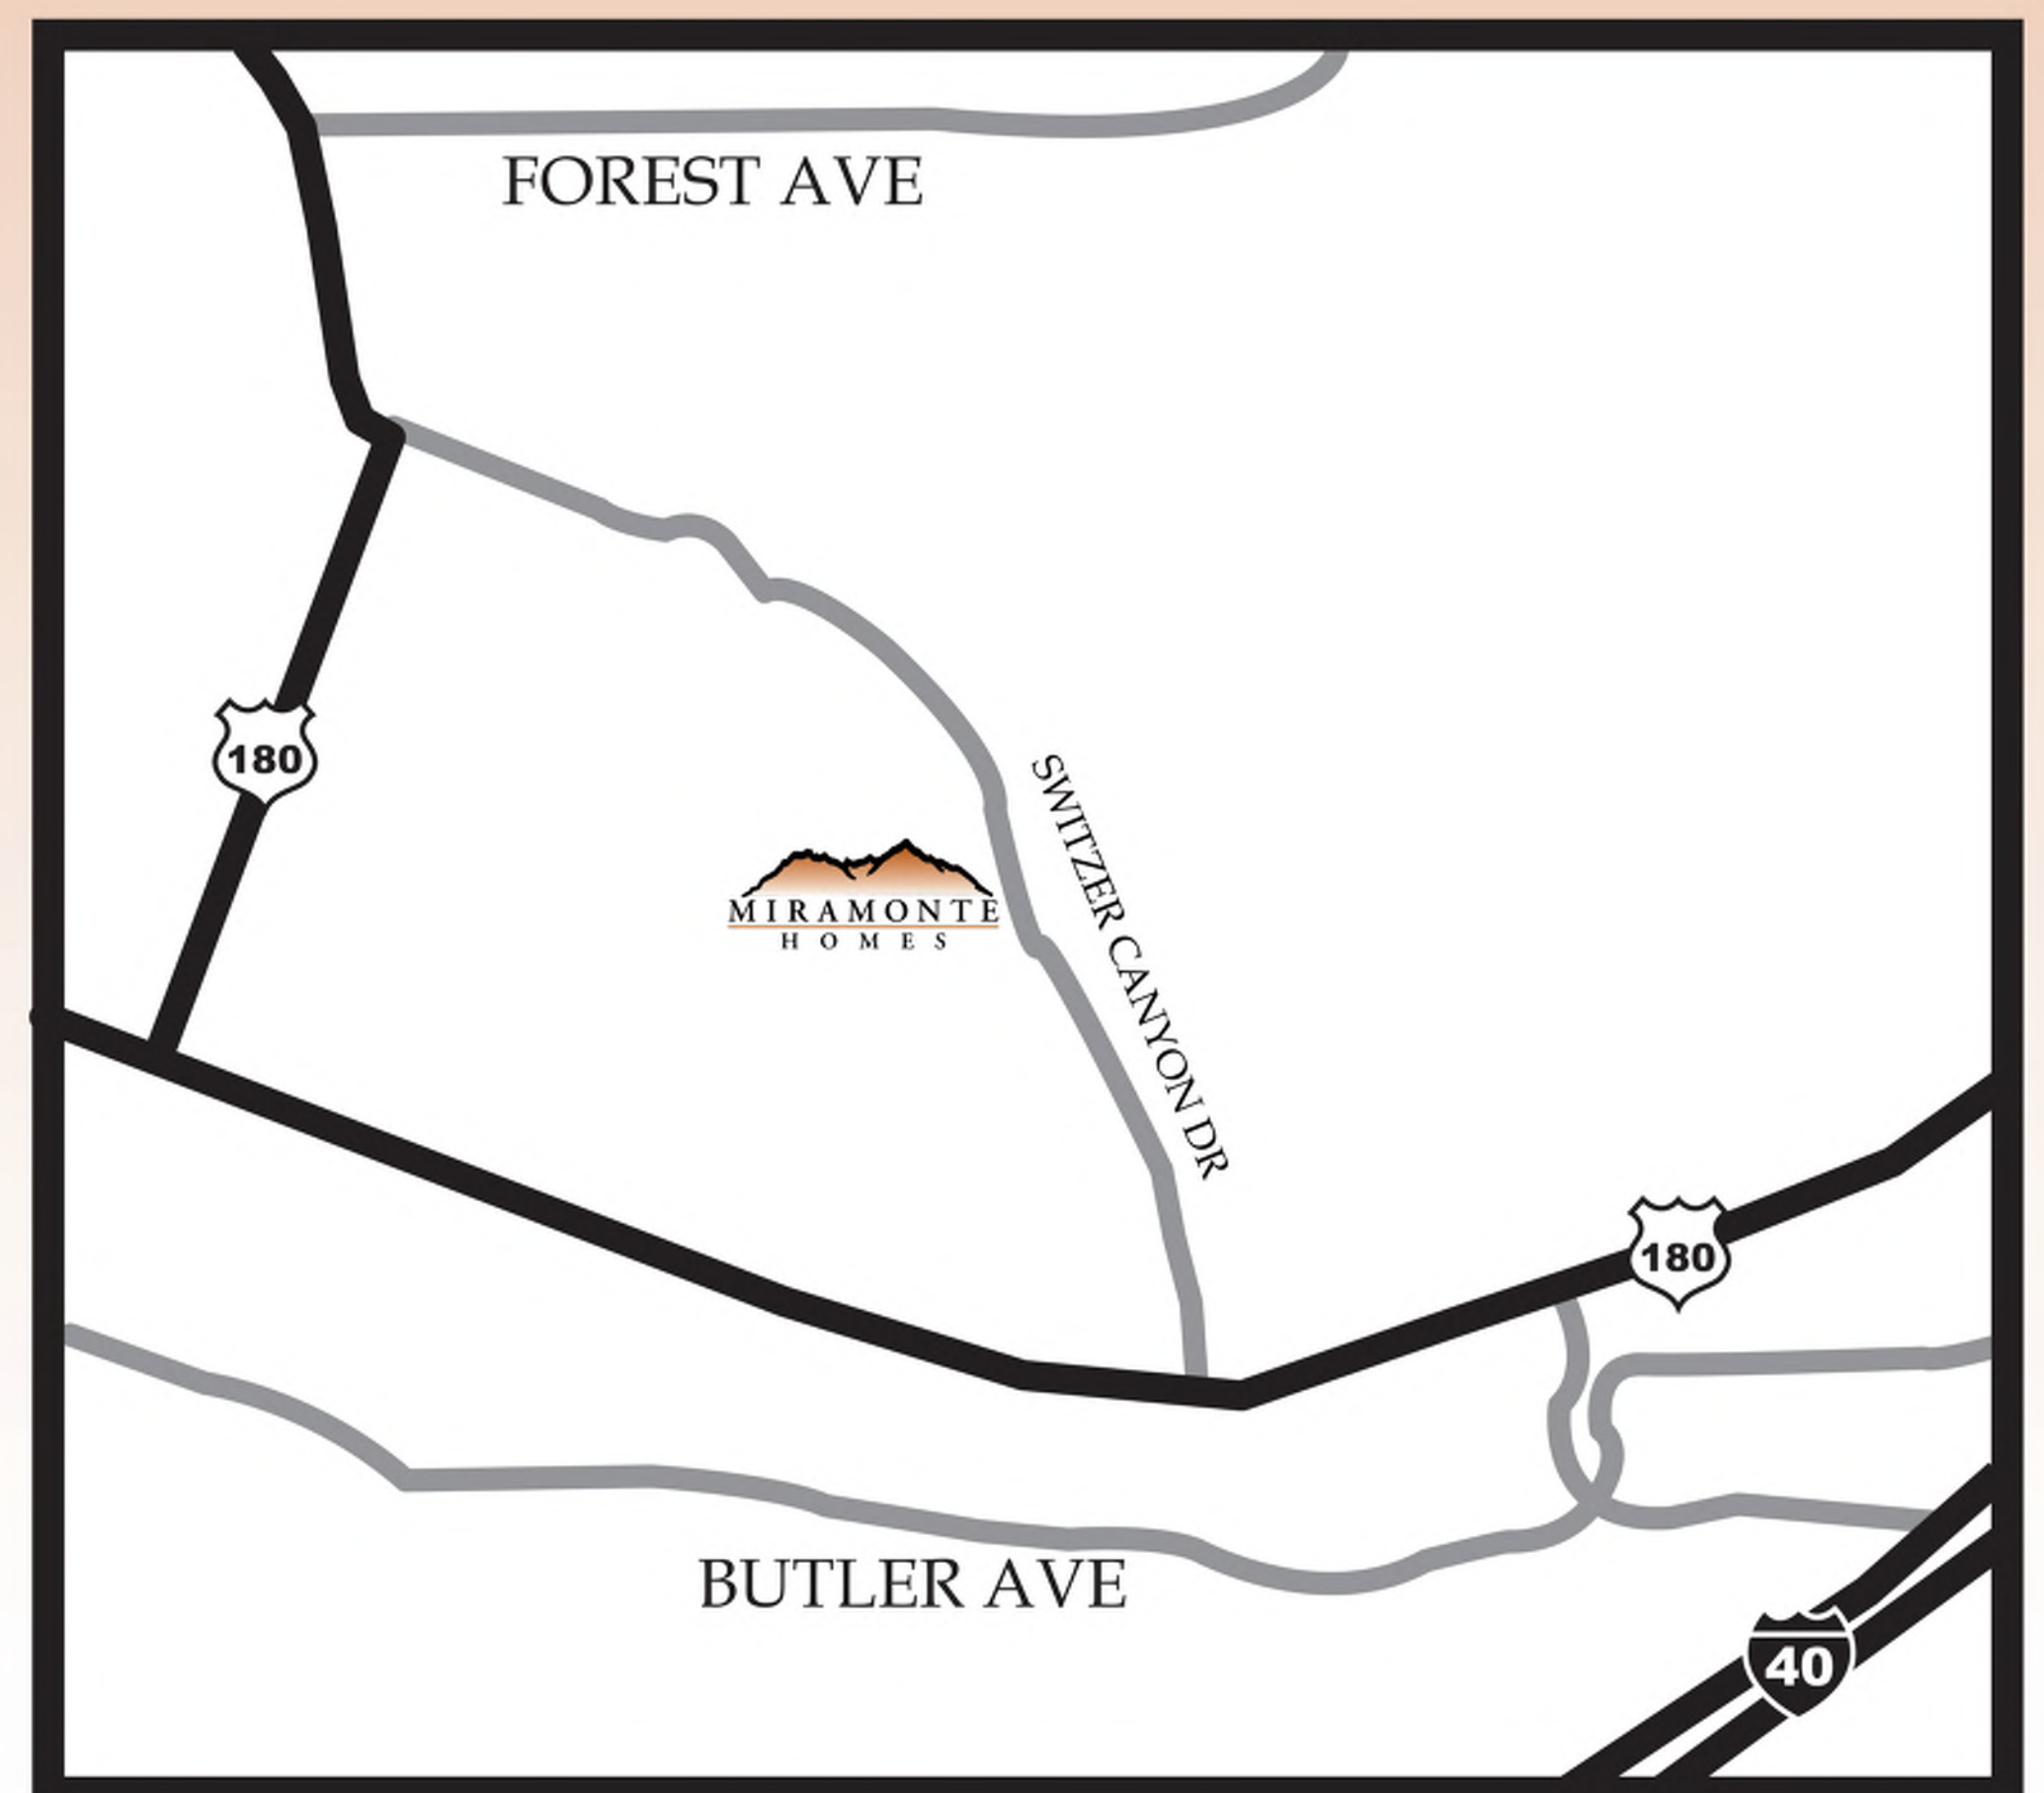 FOREST AVE
180
SWITZER CANYON DR
MIRAMONTE
HOMES
180
BUTLER AVE
40